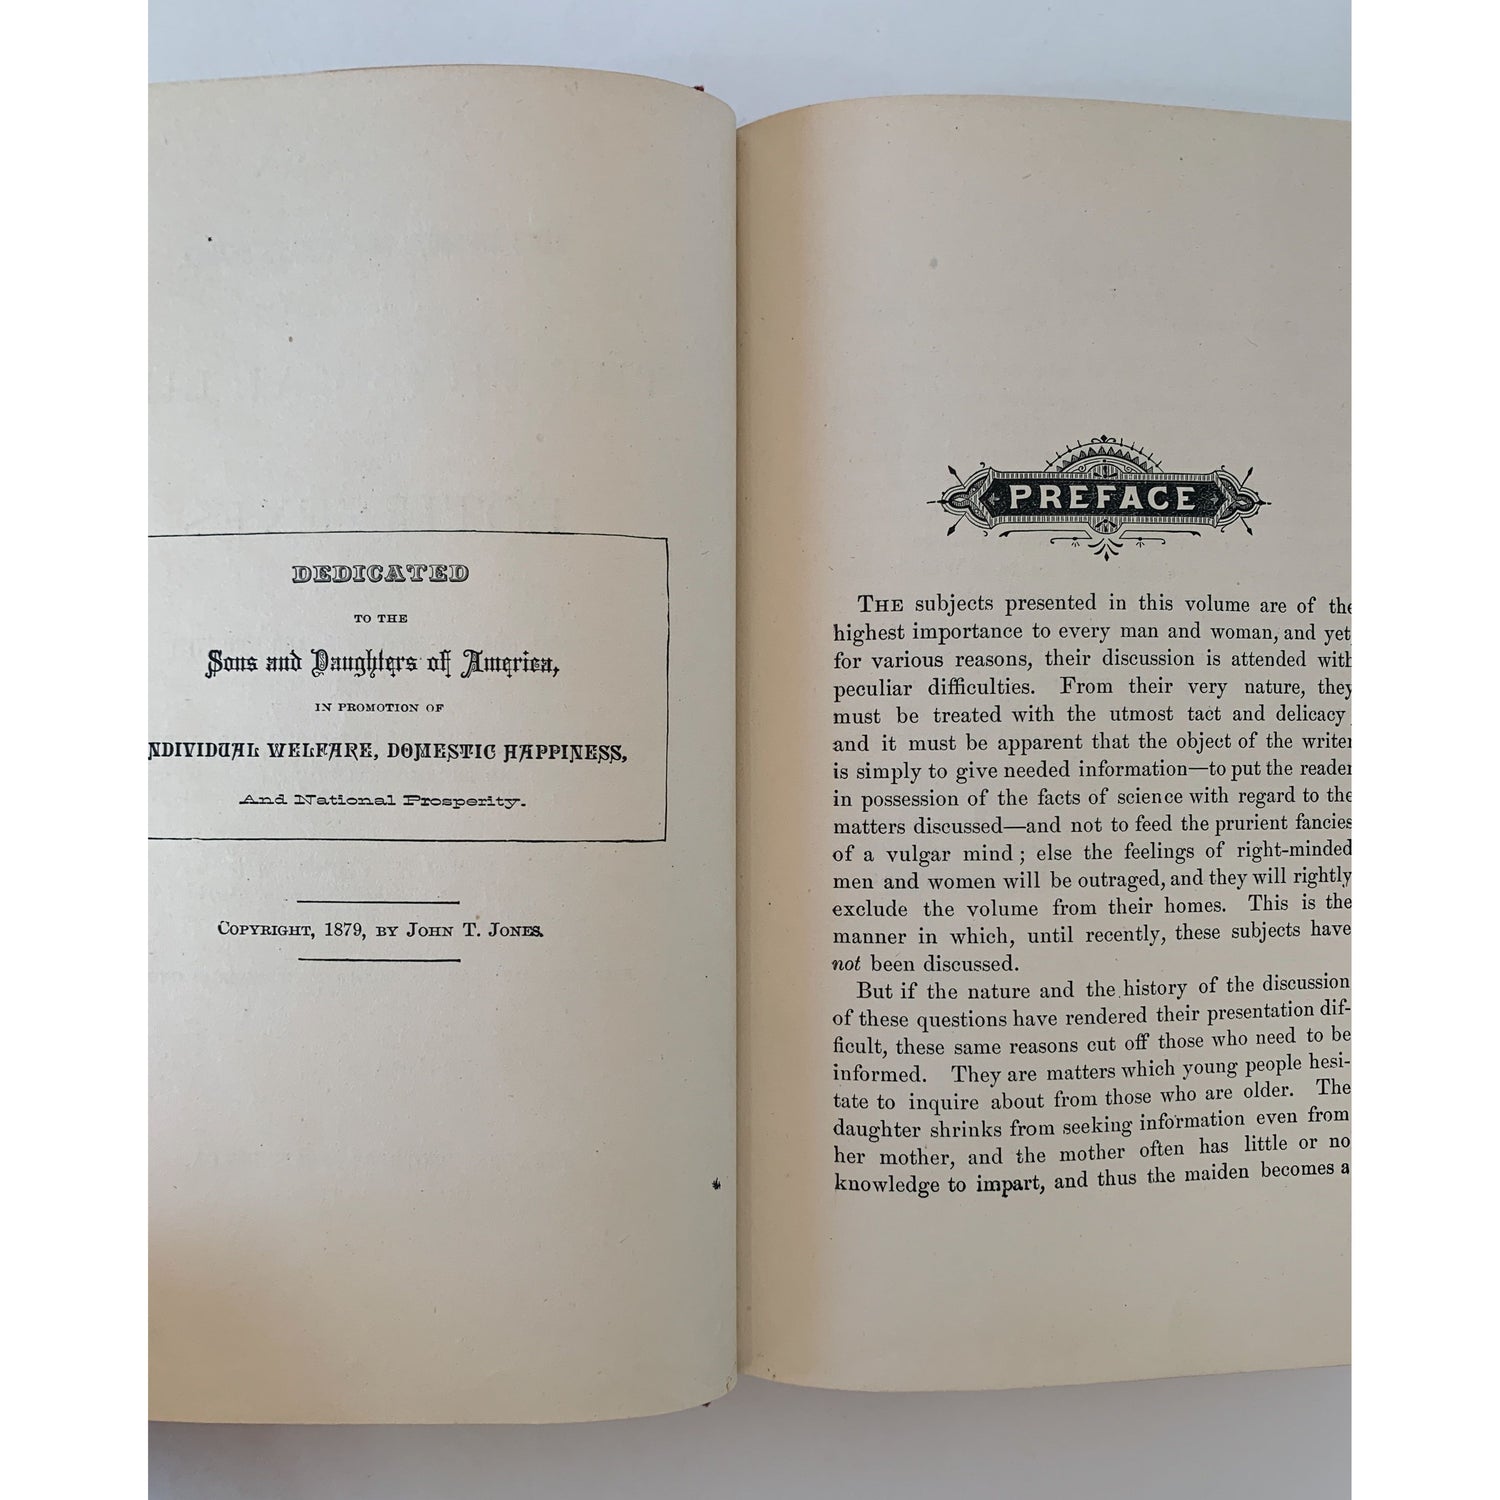 DEDICATED
TO THE
Sons and Daughters of America,
IN PROMOTION OF
NDIVIDUAL WELFARE, DOMESTIC HAPPINESS,
And National Prosperity.
COPYRIGHT, 1879, BY JOHN T. JONES.
PREFACE
THE subjects presented in this volume are of the
highest importance to every man and woman, and yet
for various reasons, their discussion is attended with
peculiar difficulties. From their very nature, they
must be treated with the utmost tact and delicacy
and it must be apparent that the object of the writer
is simply to give needed information—to put the reader
in possession of the facts of science with regard to the
matters discussed—and not to feed the prurient fancies
of a vulgar mind; else the feelings of right-minded
men and women will be outraged, and they will rightly
exclude the volume from their homes. This is the
manner in which, until recently, these subjects have
not been discussed.
But if the nature and the history of the discussion
of these questions have rendered their presentation dif-
ficult, these same reasons cut off those who need to be
informed. They are matters which young people hesi-
tate to inquire about from those who are older. The
daughter shrinks from seeking information even from
her mother, and the mother often has little or no
knowledge to impart, and thus the maiden becomes a